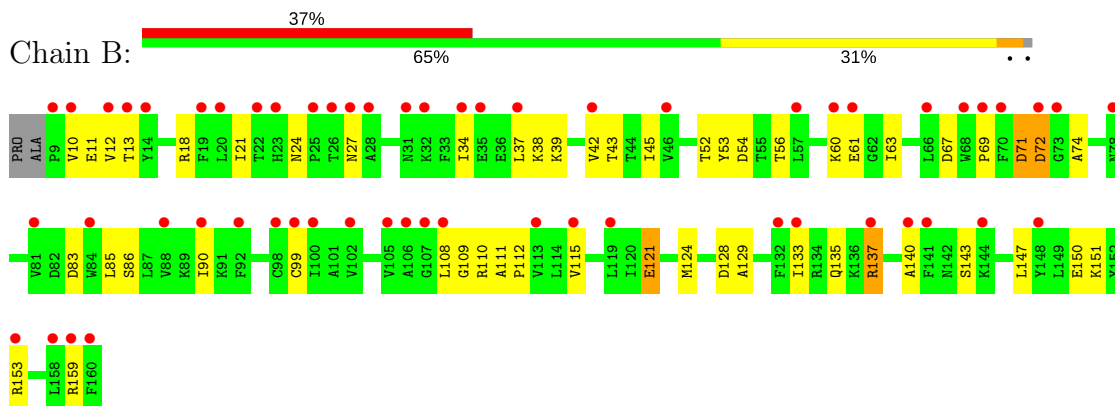 37%
Chain B:
65% 31% • •
PRO ALA P9 V10 E11 V12 T13 Y14 R18 F19 L20 I21 T22 H23 N24 P25 T26 N27 A28 N31 K32 F33 I34 E35 E36 L37 K38 K39 V42 T43 T44 I45 V46 T52 Y53 D54 T55 T56 L57 K60 E61 G62 I63 L66 D67 W68 P69 F70 D71 D72 G73 A74 N78
V81 D82 D83 W84 L85 S86 L87 V88 K89 I90 K91 F92 C98 C99 I100 A101 V102 V105 A106 G107 L108 G109 R110 A111 P112 V113 L114 V115 L119 I120 E121 M124 D128 A129 F132 I133 R134 Q135 K136 R137 A140 F141 N142 S143 K144 L147 Y148 L149 E150 K151 Y152
R153 L158 R159 F160